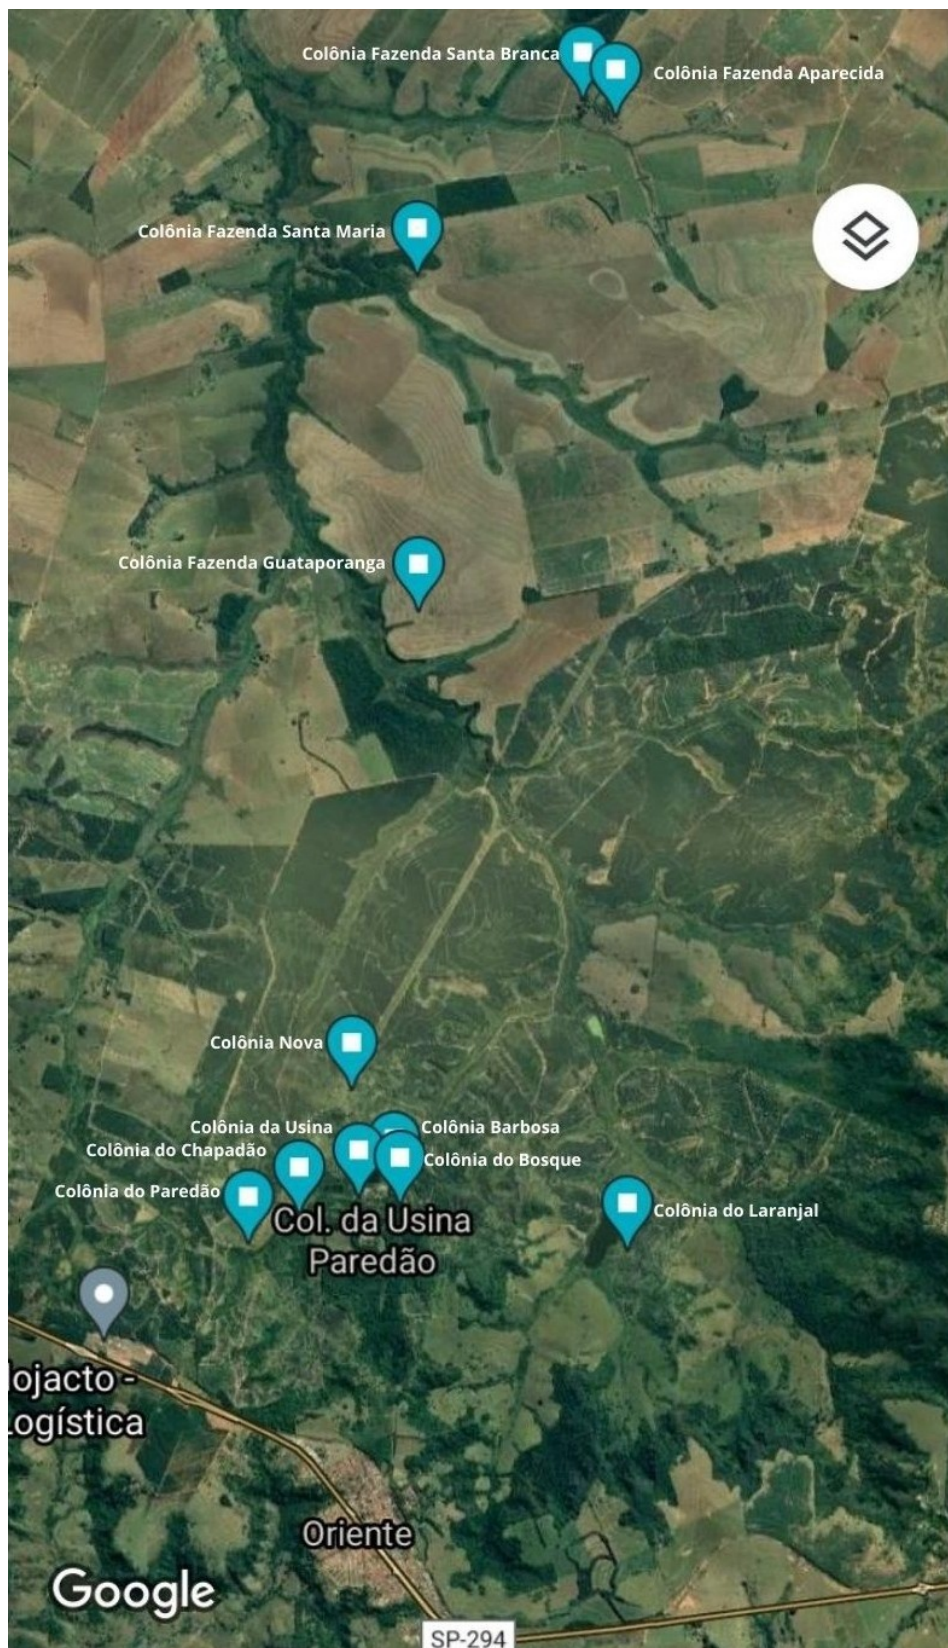 Colônia Fazenda Santa Branca
Colônia Fazenda Aparecida
Colônia Fazenda Santa Maria
Colônia Fazenda Guataporanga
Colônia Nova
Colônia da Usina
Colônia Barbosa
Colônia do Chapadão
Colônia do Bosque
Colônia do Paredão
Colônia do Laranjal
Col. da Usina
Paredão
ojacto -
Logística
Oriente
Google
SP-294